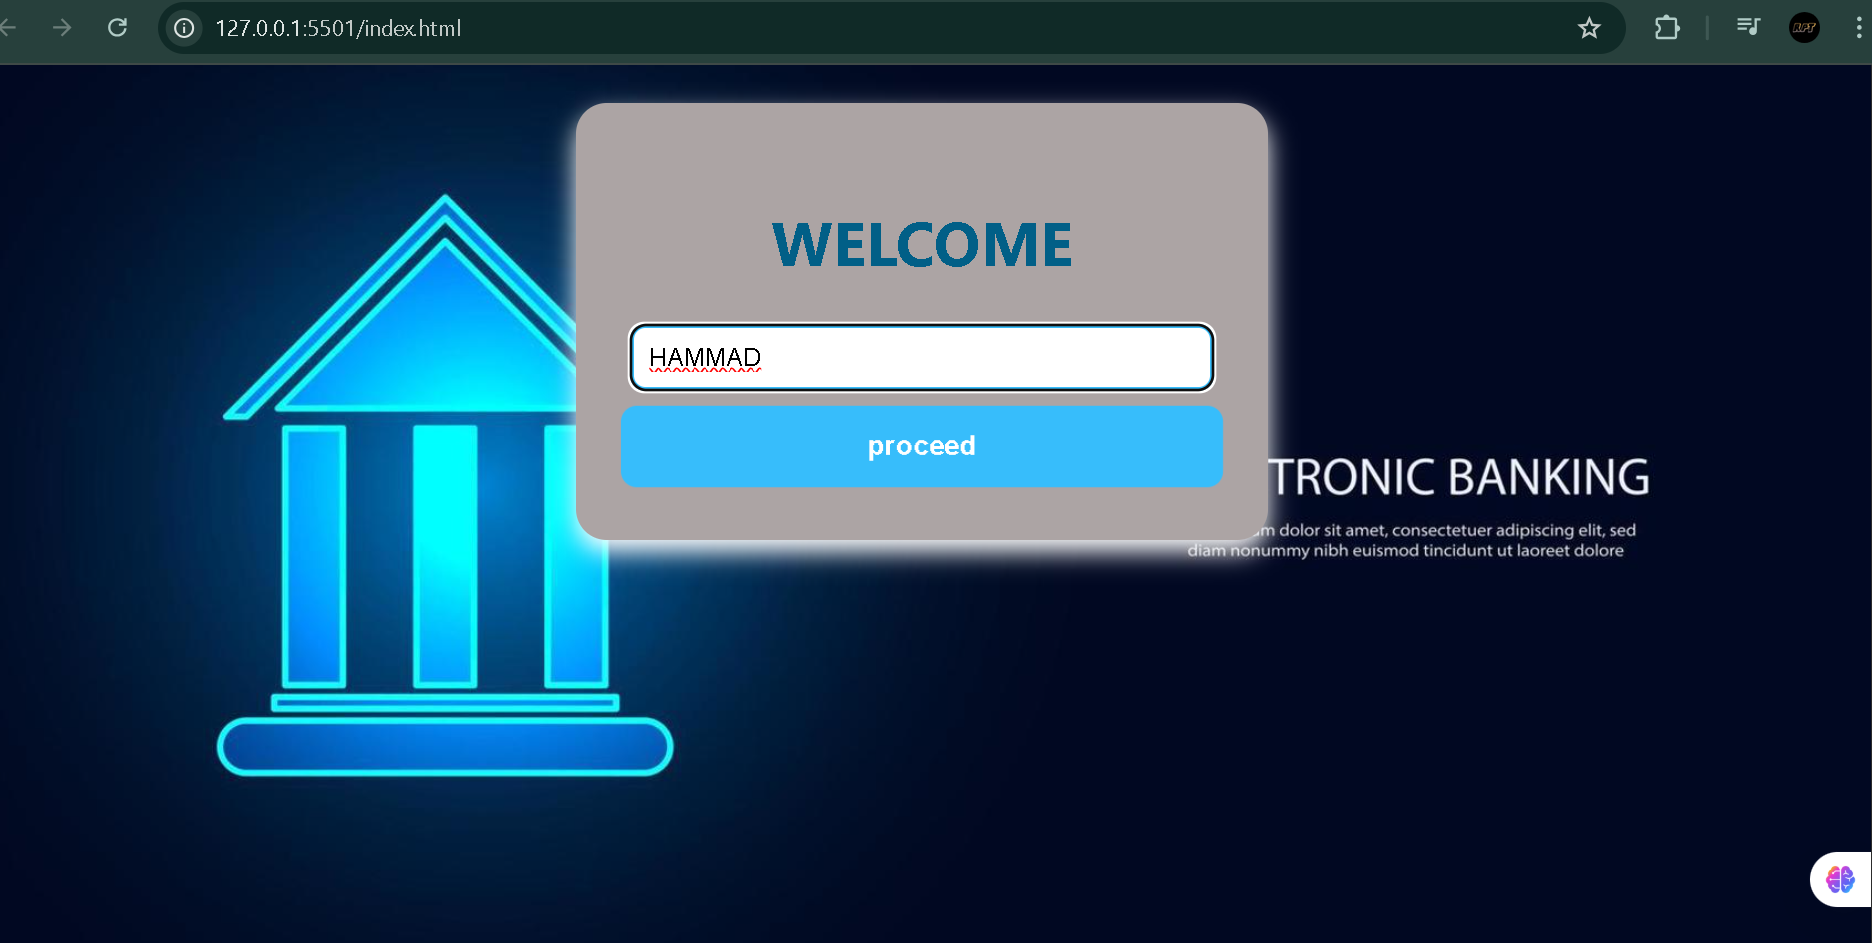 127.0.0.1:5501/index.html
RPT
WELCOME
HAMMAD
proceed
TRONIC BANKING
dolor sit amet, consectetuer adipiscing elit, sed
diam nonummy nibh euismod tincidunt ut laoreet dolore